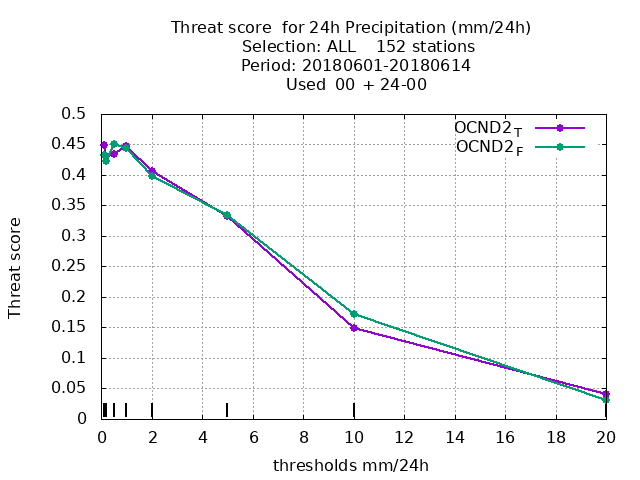 Threat score  for 24h Precipitation (mm/24h)
Selection: ALL    152 stations
Period: 20180601-20180614
Used  00  + 24-00
0.5
0.45
0.4
0.35
0.3
0.25
0.2
0.15
0.1
0.05
0
Threat score
OCND2T
OCND2F
0 2 4 6 8 10 12 14 16 18 20
thresholds mm/24h